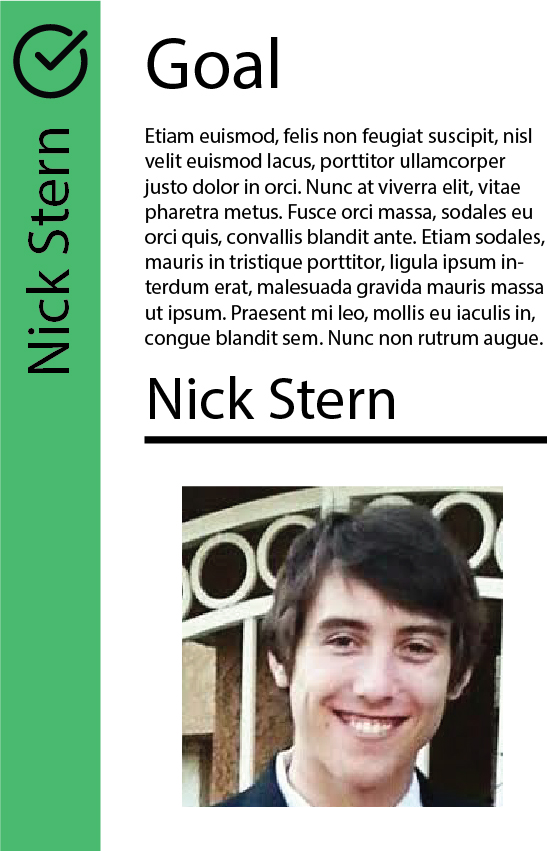 Nick Stern
Goal
Etiam euismod, felis non feugiat suscipit, nisl
velit euismod lacus, porttitor ullamcorper
justo dolor in orci. Nunc at viverra elit, vitae
pharetra metus. Fusce orci massa, sodales eu
orci quis, convallis blandit ante. Etiam sodales,
mauris in tristique porttitor, ligula ipsum in-
terdum erat, malesuada gravida mauris massa
ut ipsum. Praesent mi leo, mollis eu iaculis in,
congue blandit sem. Nunc non rutrum augue.
Nick Stern